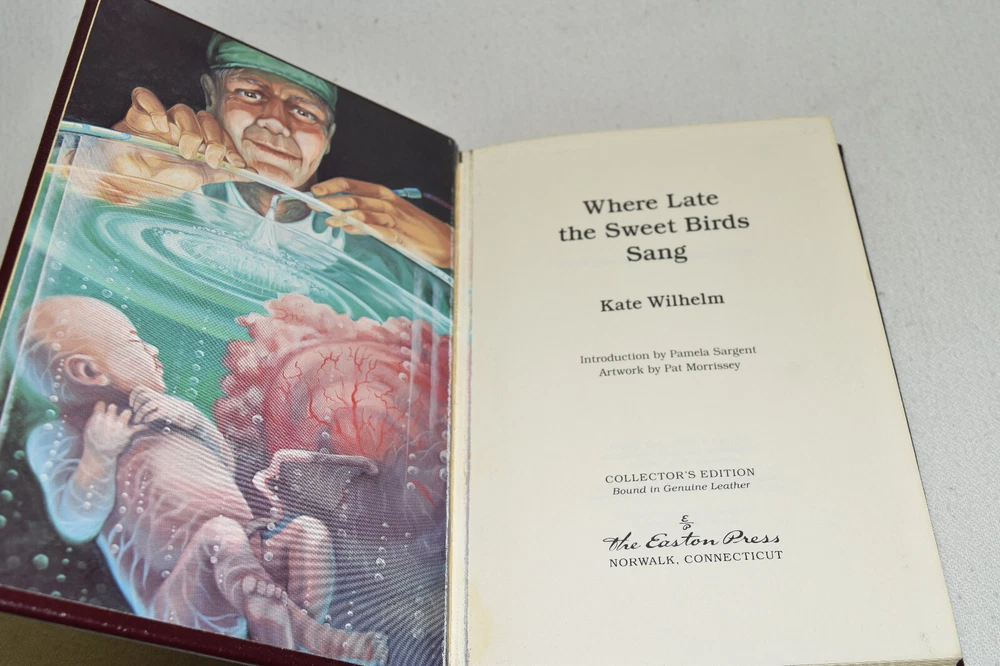 Where Late
the Sweet Birds
Sang
Kate Wilhelm
Introduction by Pamela Sargent
Artwork by Pat Morrissey
COLLECTOR'S EDITION
Bound in Genuine Leather
E
P
The Easton Press
NORWALK, CONNECTICUT